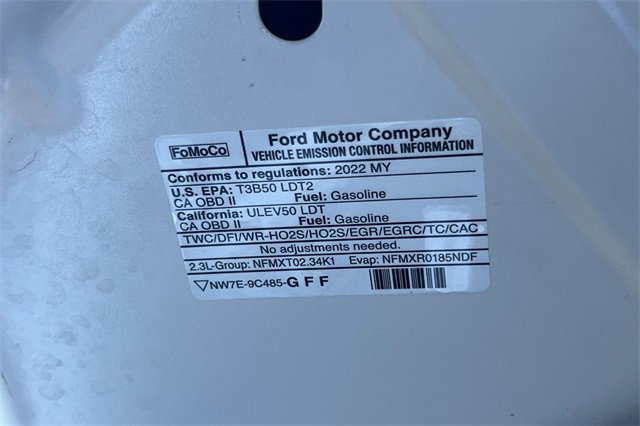 FoMoCo
Ford Motor Company
VEHICLE EMISSION CONTROL INFORMATION
Conforms to regulations: 2022 MY
U.S. EPA: T3B50 LDT2
CA OBD II Fuel: Gasoline
California: ULEV50 LDT
CA OBD II Fuel: Gasoline
TWC/DFI/WR-HO2S/HO2S/EGR/EGRC/TC/CAC
No adjustments needed.
2.3L-Group: NFMXT02.34K1 Evap: NFMXR0185NDF
NW7E-9C485-GFF